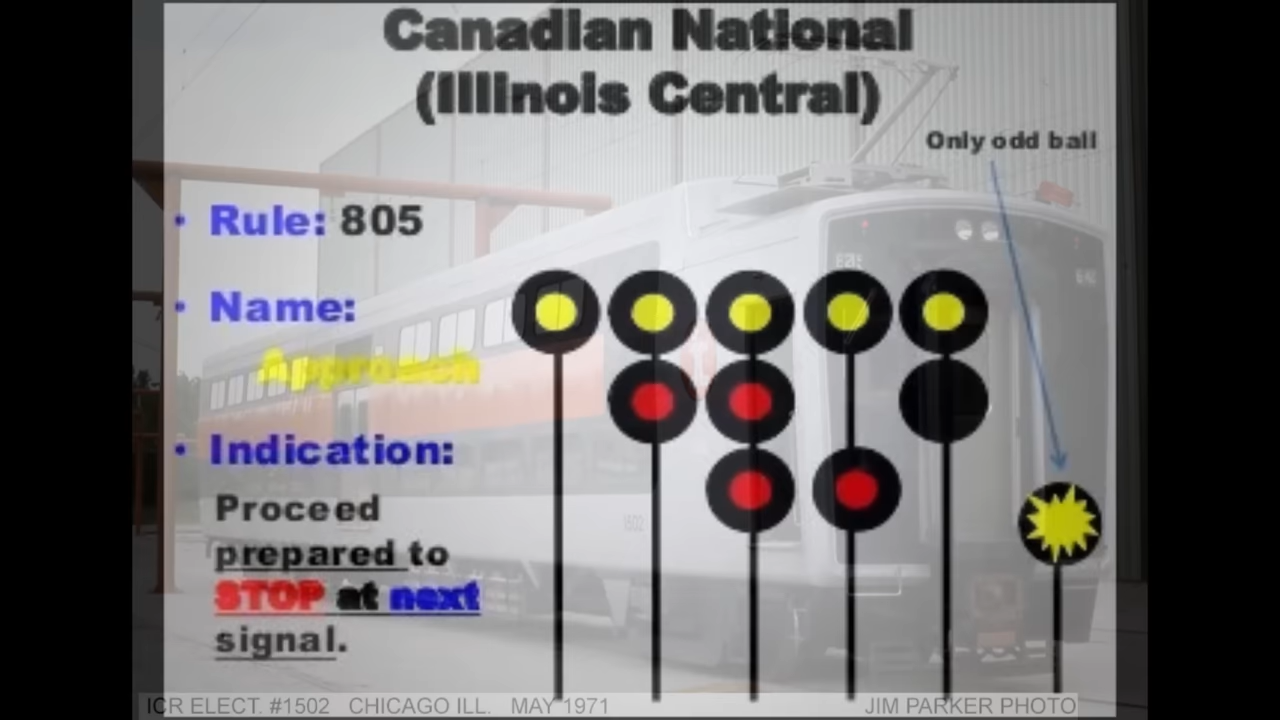 Canadian National
(Illinois Central)
Only odd ball
• Rule: 805
• Name:
Approach
• Indication:
Proceed
prepared to
STOP at next
signal.
1502
ICR ELECT. #1502 CHICAGO ILL. MAY 1971 JIM PARKER PHOTO